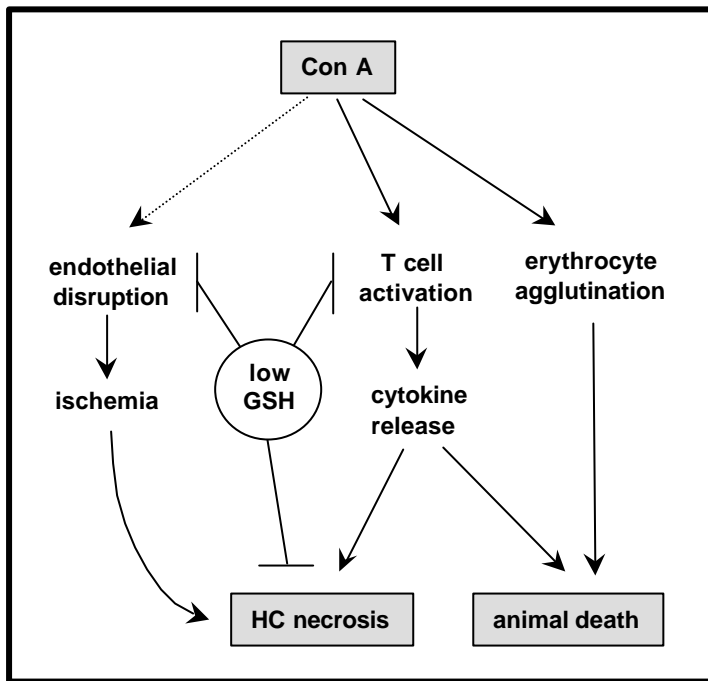 Con A
endothelial
disruption
T cell
activation
erythrocyte
agglutination
low
GSH
ischemia
cytokine
release
HC necrosis
animal death